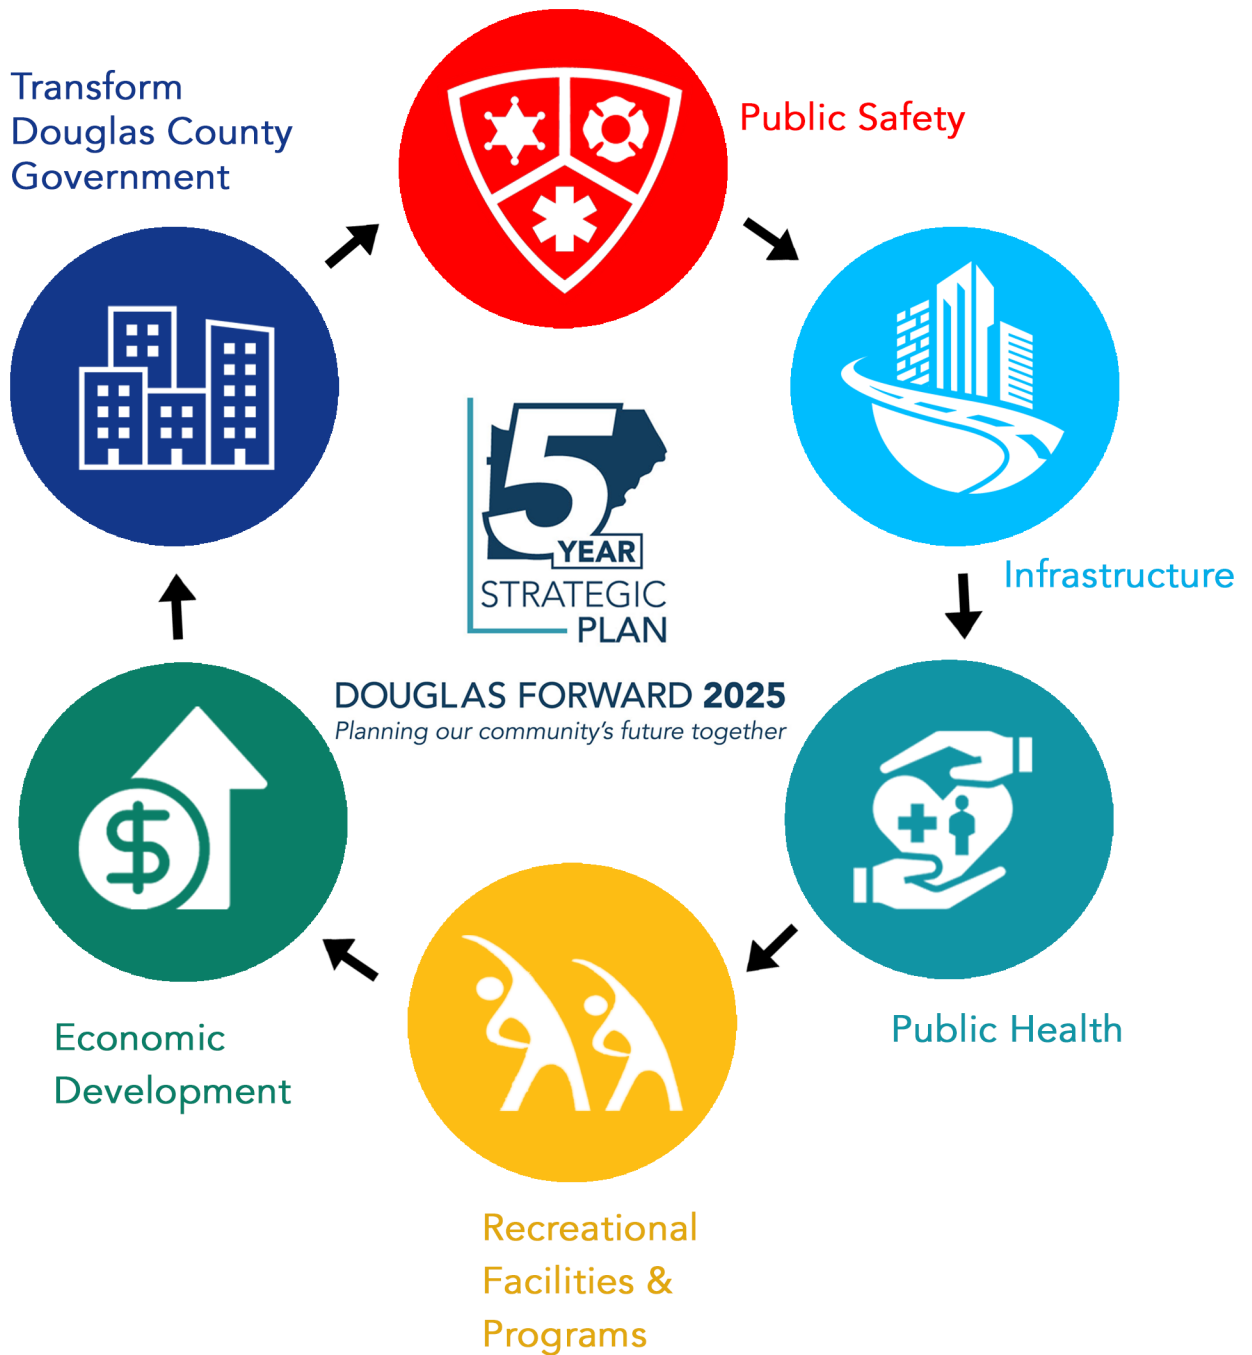 Transform
Douglas County
Government
Public Safety
Infrastructure
5
YEAR
STRATEGIC
PLAN
DOUGLAS FORWARD 2025
Planning our community's future together
$
Public Health
Economic
Development
Recreational
Facilities &
Programs